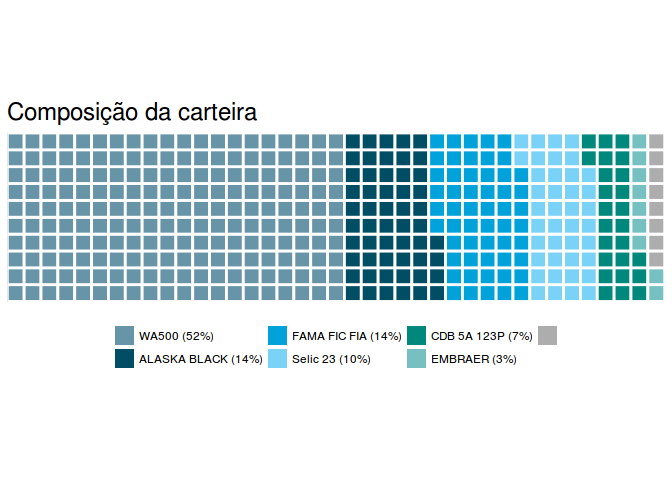 Composição da carteira
WA500 (52%) FAMA FIC FIA (14%) CDB 5A 123P (7%)
ALASKA BLACK (14%) Selic 23 (10%) EMBRAER (3%)